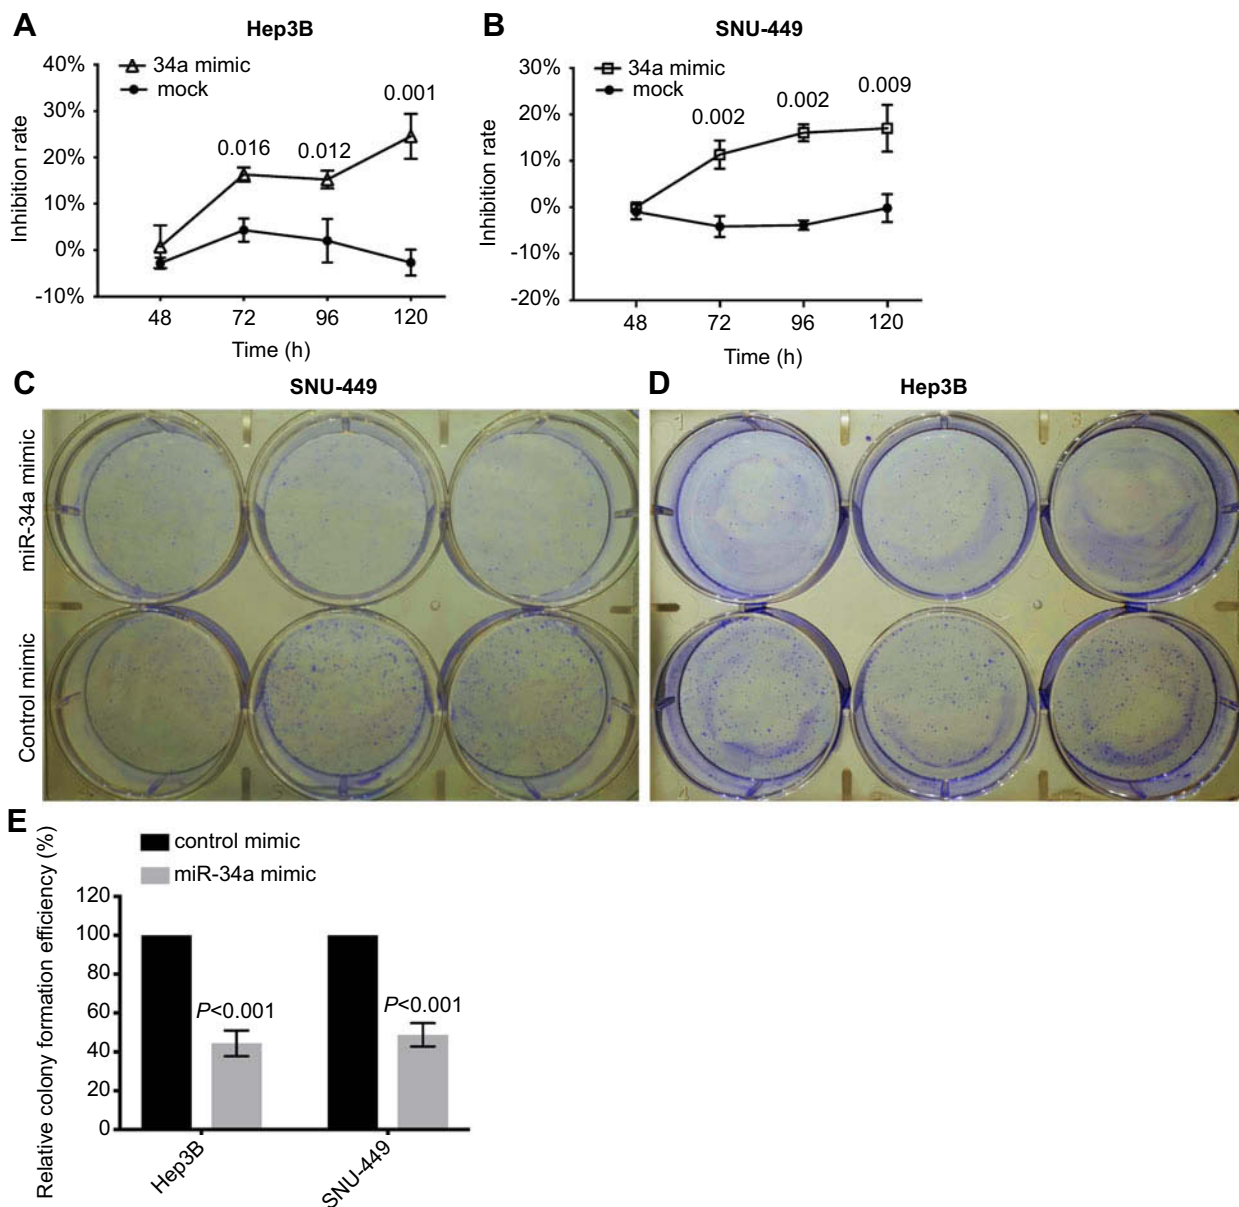 A
Hep3B
40%
30%
20%
10%
0%
-10%
Inhibition rate
34a mimic
mock
0.016
0.012
0.001
48
72
96
120
Time (h)
B
SNU-449
30%
20%
10%
0%
-10%
-20%
Inhibition rate
34a mimic
mock
0.002
0.002
0.009
48
72
96
120
Time (h)
C
SNU-449
miR-34a mimic
Control mimic
D
Hep3B
E
control mimic
miR-34a mimic
Relative colony formation efficiency (%)
120
100
80
60
40
20
0
P<0.001
P<0.001
Hep3B
SNU-449